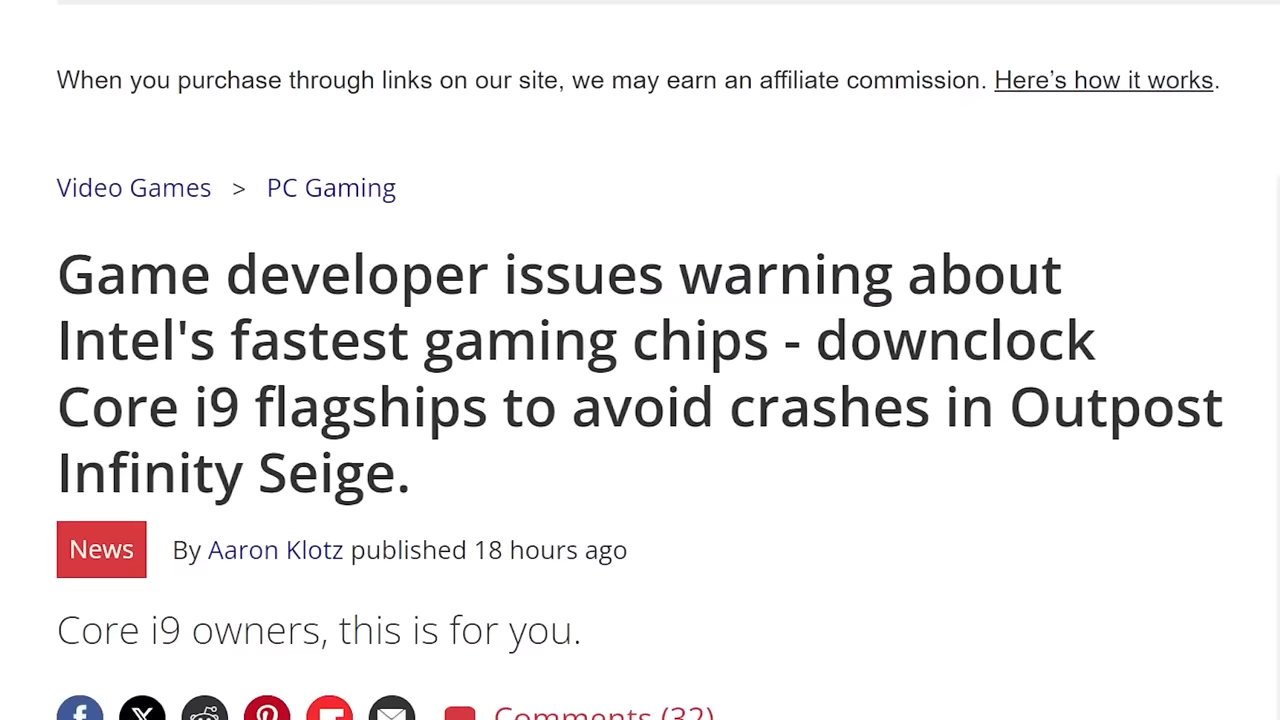 When you purchase through links on our site, we may earn an affiliate commission. Here’s how it works.
Video Games > PC Gaming
Game developer issues warning about
Intel's fastest gaming chips - downclock
Core i9 flagships to avoid crashes in Outpost
Infinity Seige.
News By Aaron Klotz published 18 hours ago
Core i9 owners, this is for you.
Comments (32)